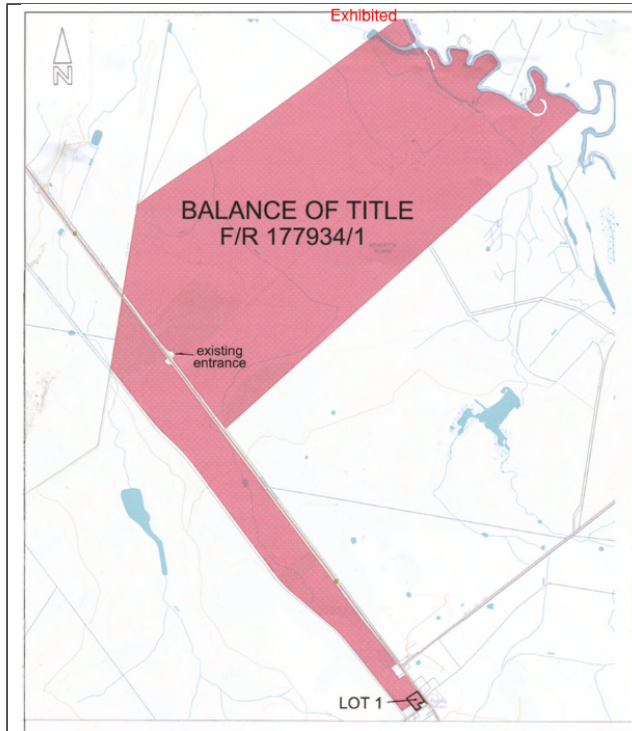 Exhibited
N
BALANCE OF TITLE
F/R 177934/1
existing
entrance
LOT 1